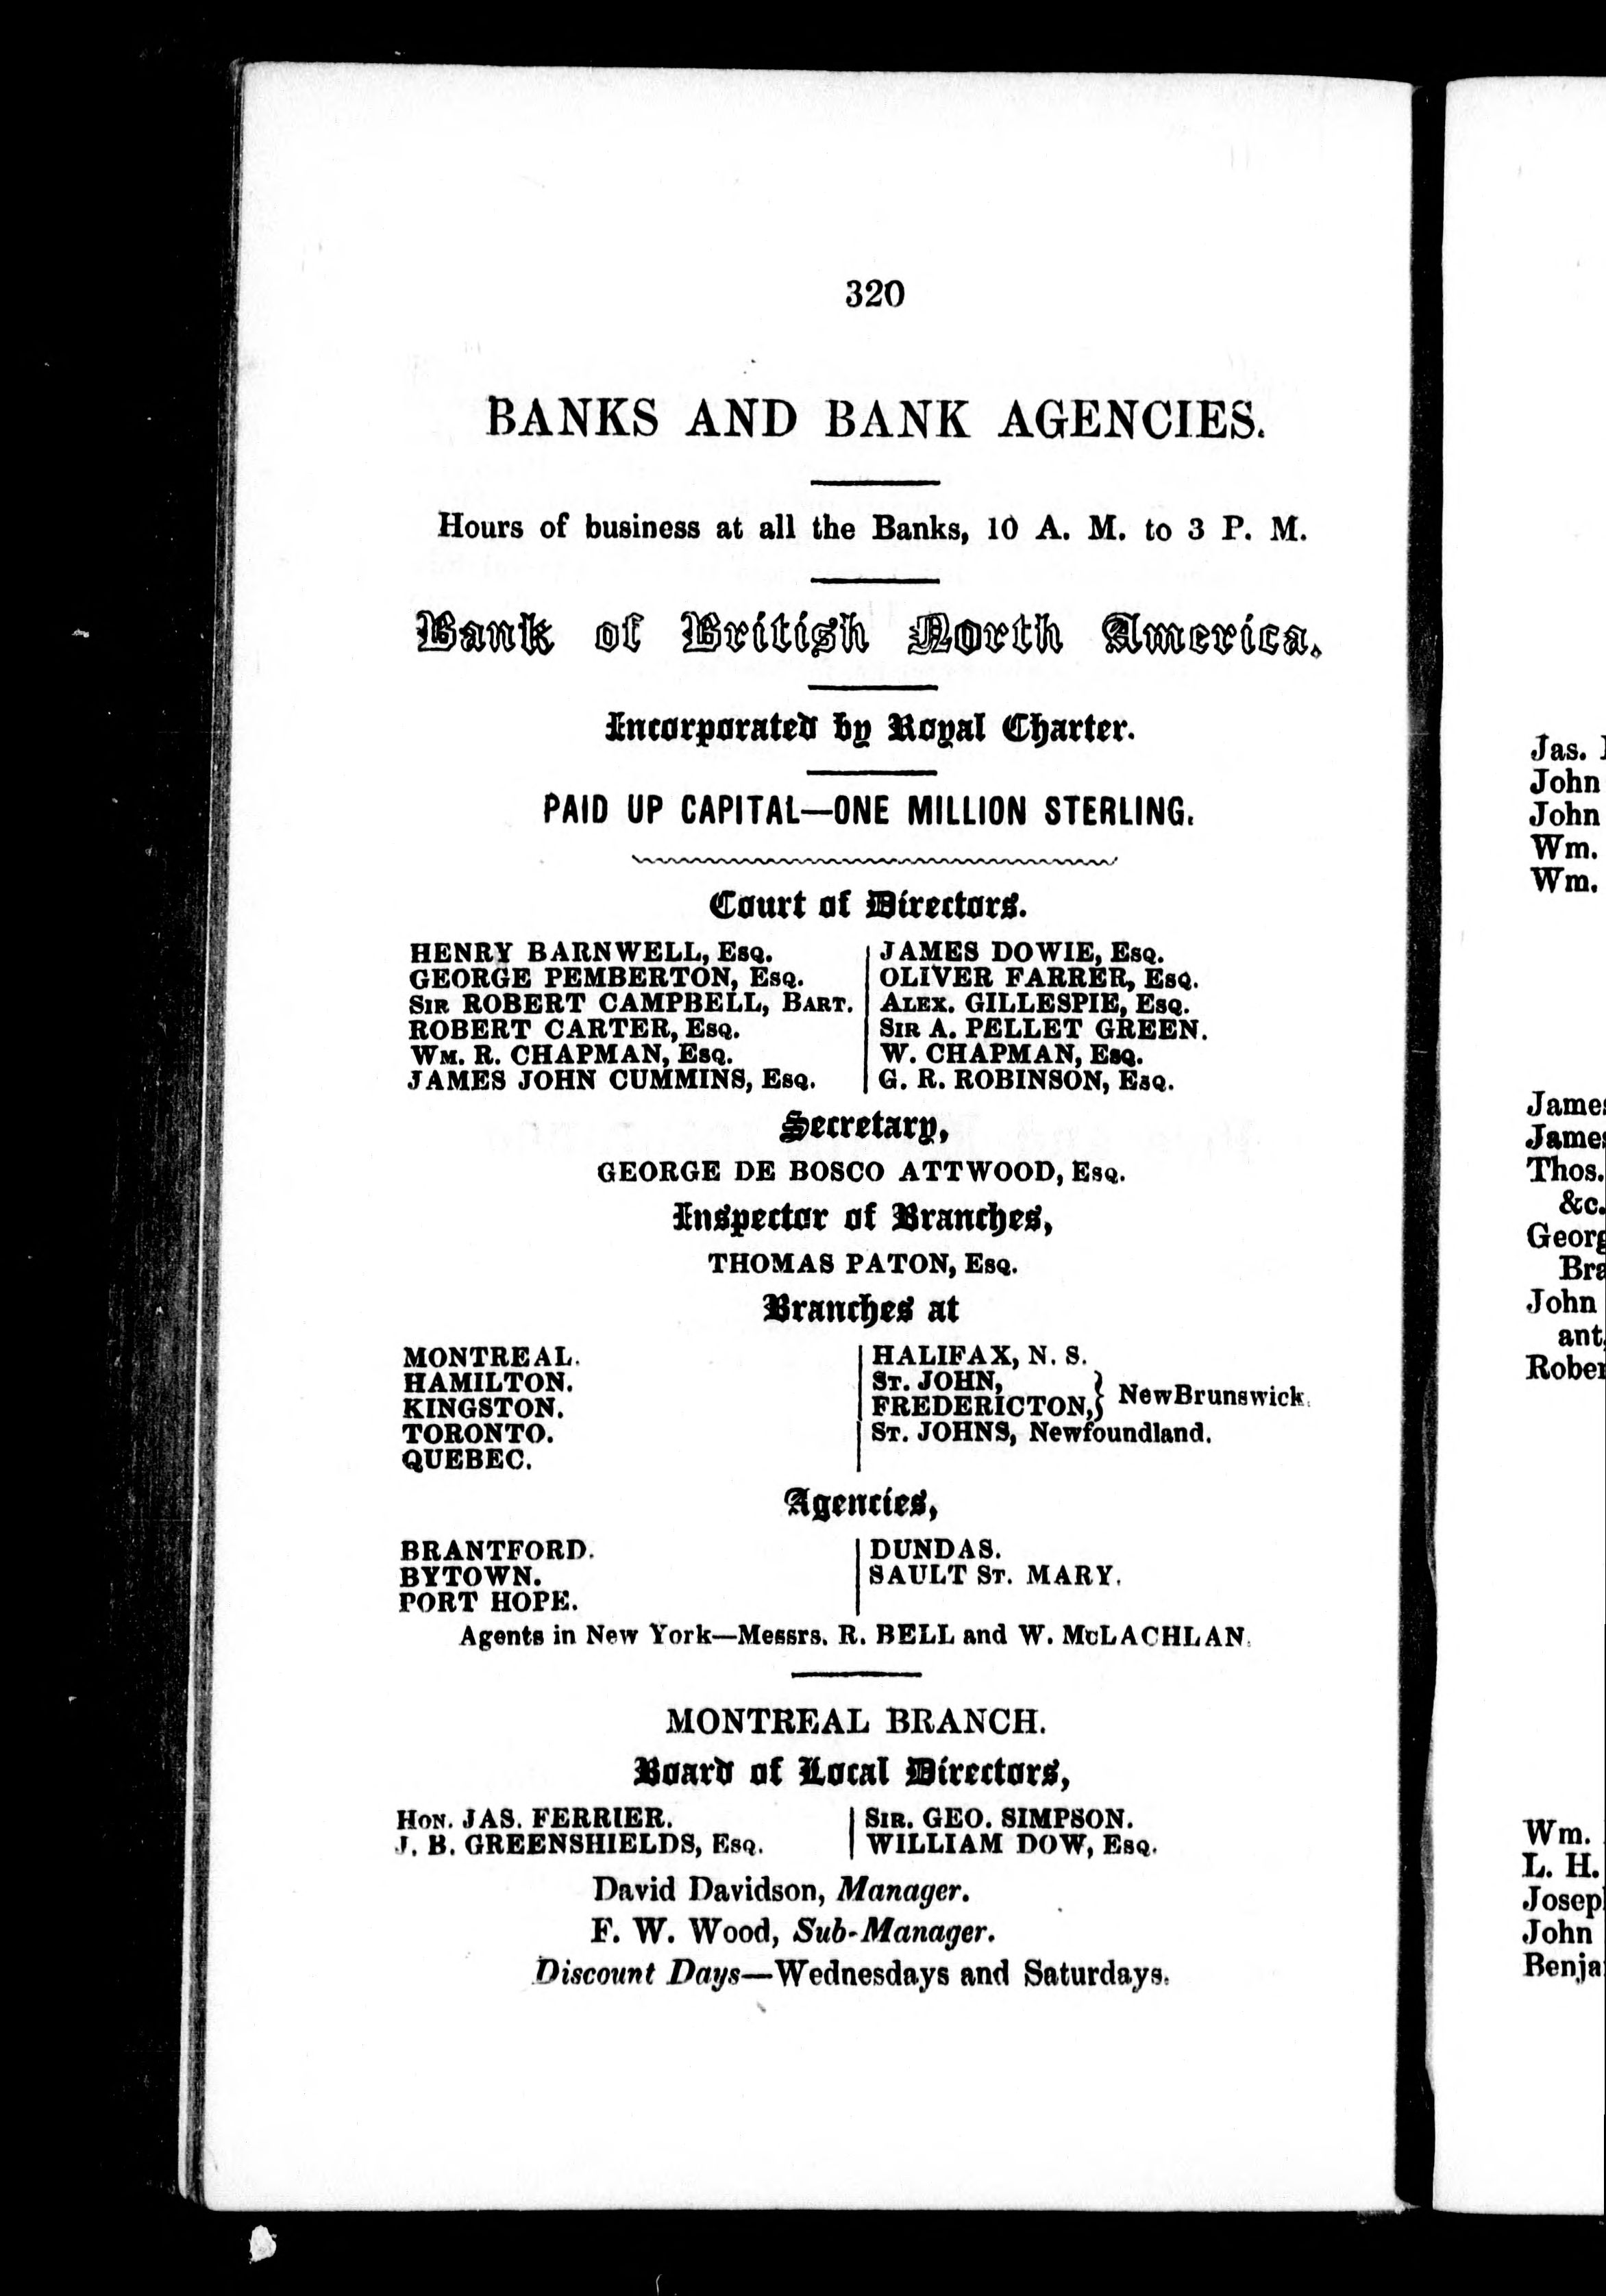 320
BANKS AND BANK AGENCIES.
Hours of business at all the Banks, 10 A. M. to 3 P. M.
Bank of British North America.
Incorporated by Royal Charter.
PAID UP CAPITAL—ONE MILLION STERLING.
Court of Directors.
HENRY BARNWELL, Esq.
GEORGE PEMBERTON, Esq.
Sir ROBERT CAMPBELL, Bart.
ROBERT CARTER, Esq.
Wm. R. CHAPMAN, Esq.
JAMES JOHN CUMMINS, Esq.
JAMES DOWIE, Esq.
OLIVER FARRER, Esq.
Alex. GILLESPIE, Esq.
Sir A. PELLET GREEN.
W. CHAPMAN, Esq.
G. R. ROBINSON, Esq.
Secretary,
GEORGE DE BOSCO ATTWOOD, Esq.
Inspector of Branches,
THOMAS PATON, Esq.
Branches at
MONTREAL.
HAMILTON.
KINGSTON.
TORONTO.
QUEBEC.
HALIFAX, N. S.
St. JOHN,
FREDERICTON,} NewBrunswick.
St. JOHNS, Newfoundland.
Agencies,
BRANTFORD.
BYTOWN.
PORT HOPE.
DUNDAS.
SAULT St. MARY.
Agents in New York—Messrs. R. BELL and W. McLACHLAN.
MONTREAL BRANCH.
Board of Local Directors,
Hon. JAS. FERRIER.
J. B. GREENSHIELDS, Esq.
Sir. GEO. SIMPSON.
WILLIAM DOW, Esq.
David Davidson, Manager.
F. W. Wood, Sub-Manager.
Discount Days—Wednesdays and Saturdays.
Jas.
John
John
Wm.
Wm.
Thos.
&c.
John
Wm.
L. H.
John